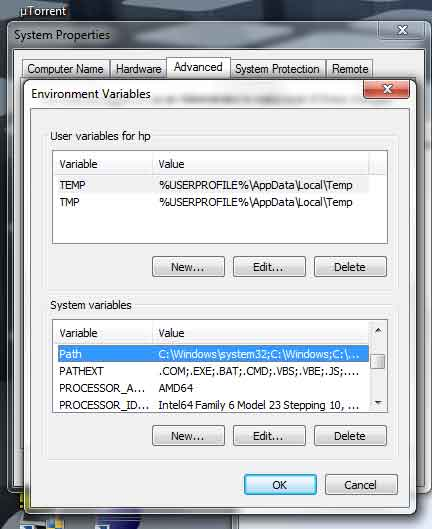 µTorrent
System Properties
Computer Name Hardware Advanced System Protection Remote
Environment Variables
User variables for hp
Variable Value
TEMP %USERPROFILE%\AppData\Local\Temp
TMP %USERPROFILE%\AppData\Local\Temp
New... Edit... Delete
System variables
Variable Value
Path C:\Windows\system32;C:\Windows;C:\...
PATHEXT .COM;.EXE;.BAT;.CMD;.VBS;.VBE;.JS;....
PROCESSOR_A... AMD64
PROCESSOR_ID... Intel64 Family 6 Model 23 Stepping 10, ...
New... Edit... Delete
OK Cancel